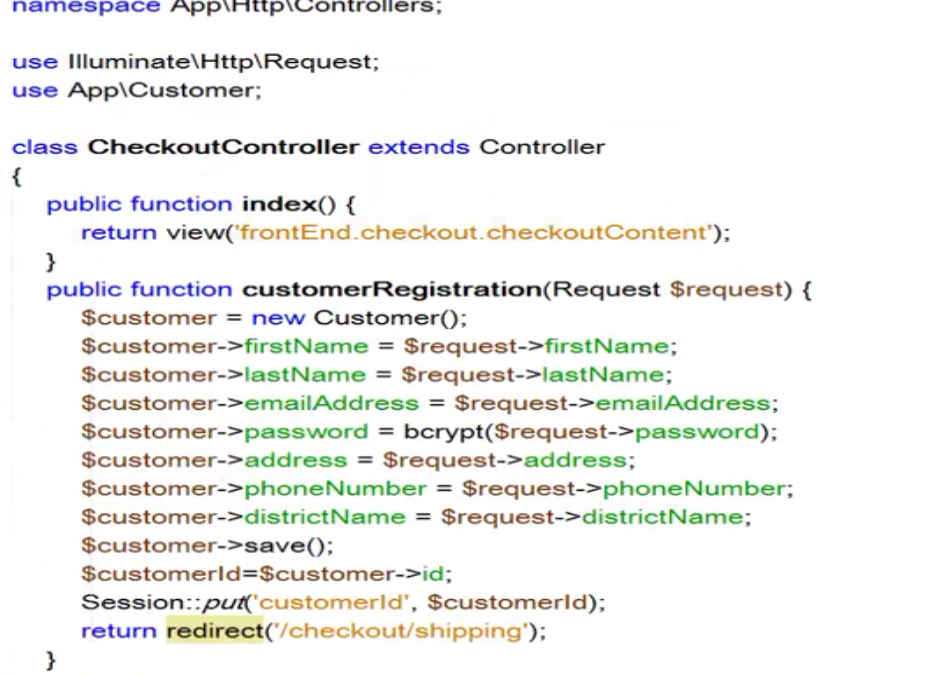 namespace App\Http\Controllers;
use Illuminate\Http\Request;
use App\Customer;
class CheckoutController extends Controller
{
public function index() {
return view('frontEnd.checkout.checkoutContent');
}
public function customerRegistration(Request $request) {
$customer = new Customer();
$customer->firstName = $request->firstName;
$customer->lastName = $request->lastName;
$customer->emailAddress = $request->emailAddress;
$customer->password = bcrypt($request->password);
$customer->address = $request->address;
$customer->phoneNumber = $request->phoneNumber;
$customer->districtName = $request->districtName;
$customer->save();
$customerId=$customer->id;
Session::put('customerId', $customerId);
return redirect('/checkout/shipping');
}